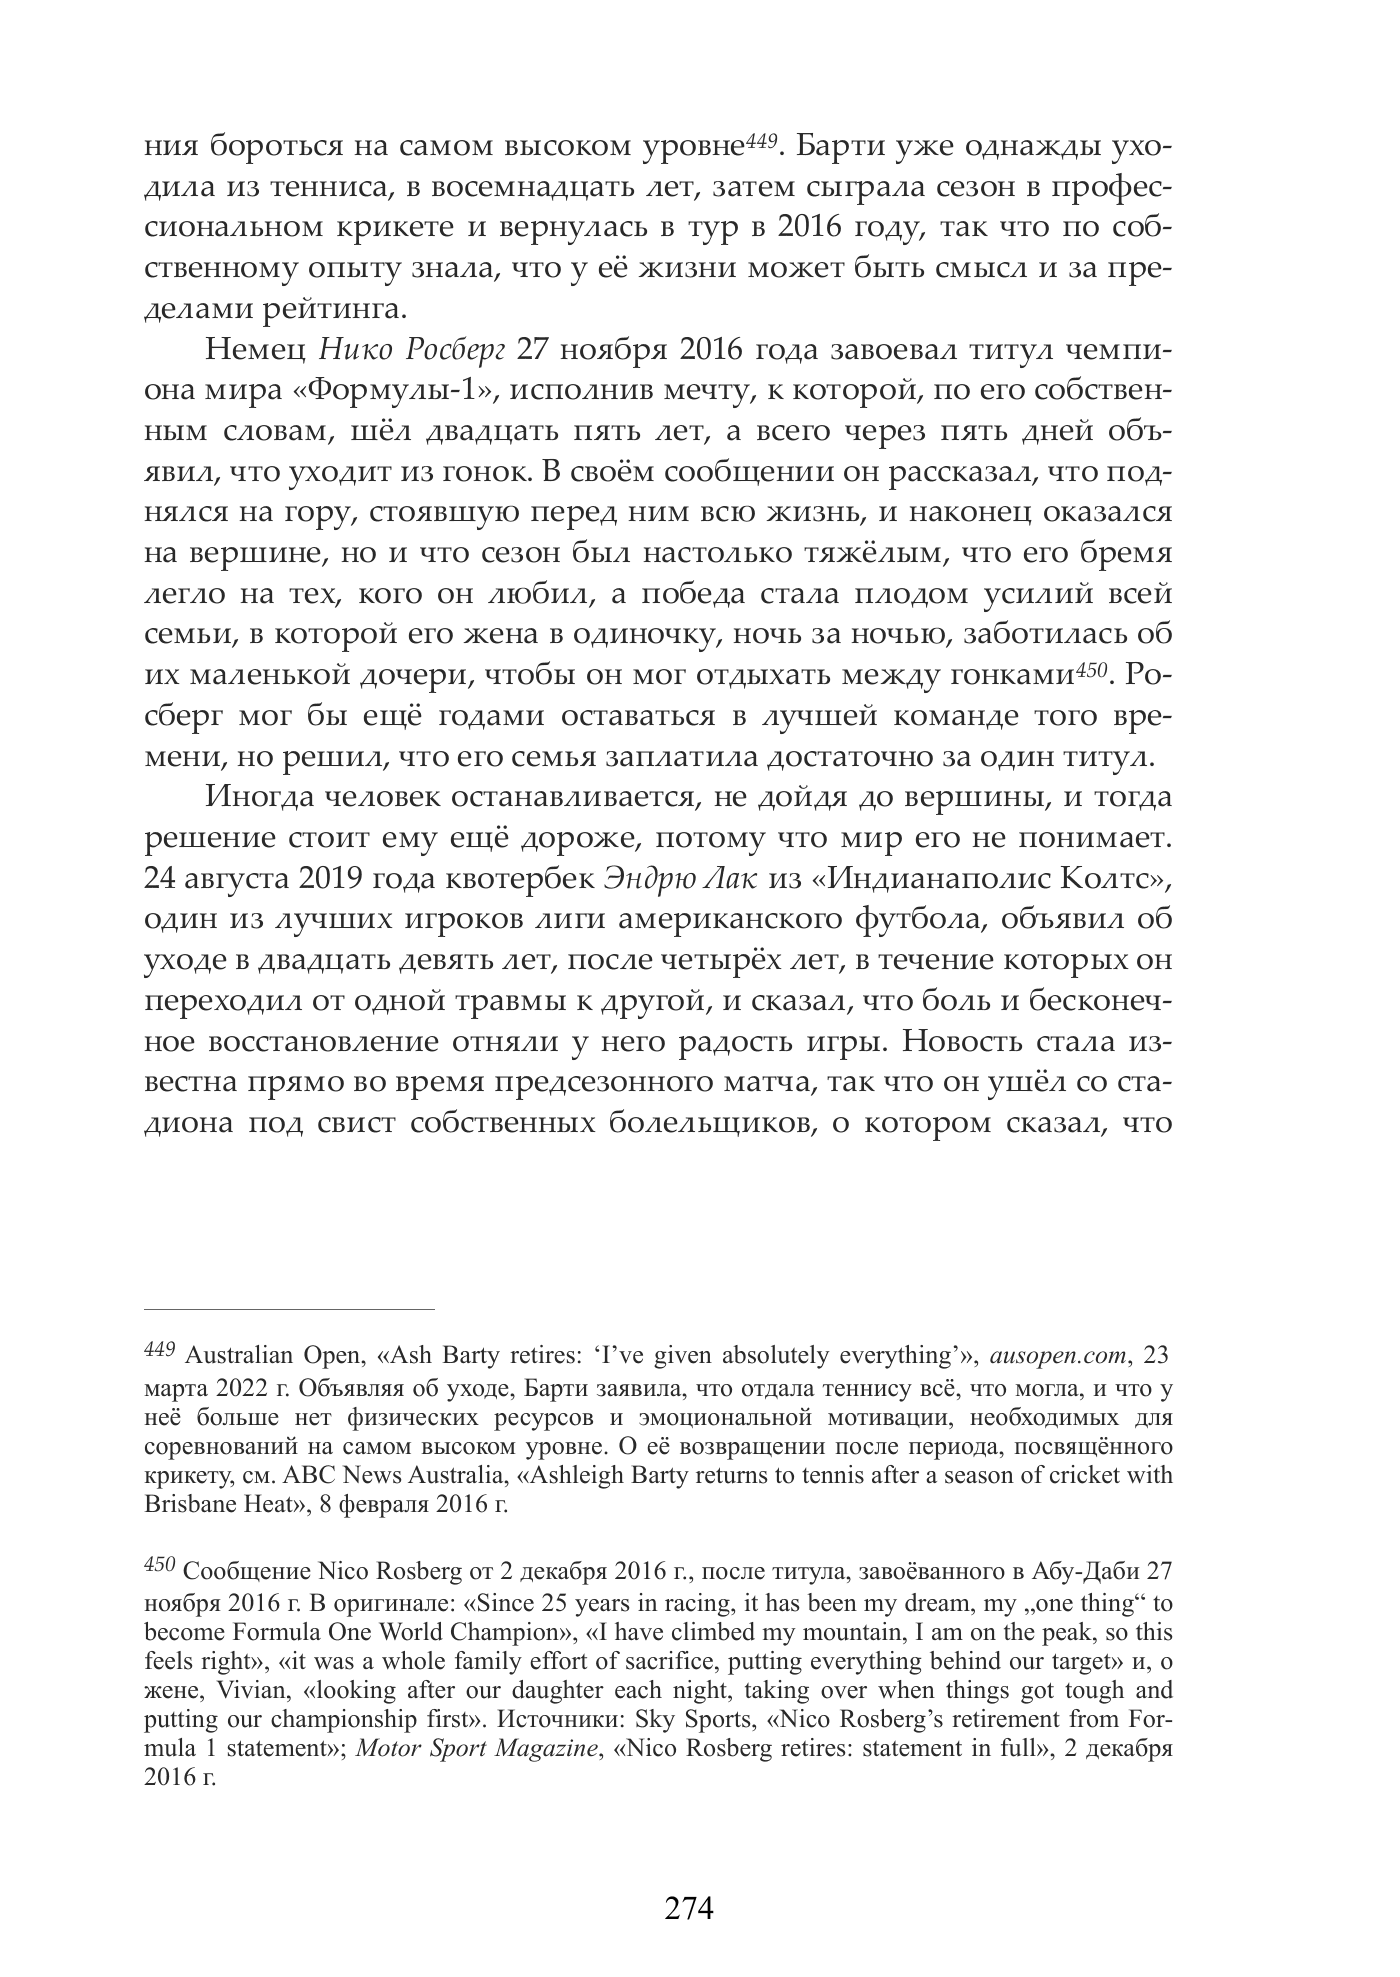 ния бороться на самом высоком уровне449. Барти уже однажды ухо-
дила из тенниса, в восемнадцать лет, затем сыграла сезон в профес-
сиональном крикете и вернулась в тур в 2016 году, так что по соб-
ственному опыту знала, что у её жизни может быть смысл и за пре-
делами рейтинга.
Немец Нико Росберг 27 ноября 2016 года завоевал титул чемпи-
она мира «Формулы-1», исполнив мечту, к которой, по его собствен-
ным словам, шёл двадцать пять лет, а всего через пять дней объ-
явил, что уходит из гонок. В своём сообщении он рассказал, что под-
нялся на гору, стоявшую перед ним всю жизнь, и наконец оказался
на вершине, но и что сезон был настолько тяжёлым, что его бремя
легло на тех, кого он любил, а победа стала плодом усилий всей
семьи, в которой его жена в одиночку, ночь за ночью, заботилась об
их маленькой дочери, чтобы он мог отдыхать между гонками450. Ро-
сберг мог бы ещё годами оставаться в лучшей команде того вре-
мени, но решил, что его семья заплатила достаточно за один титул.
Иногда человек останавливается, не дойдя до вершины, и тогда
решение стоит ему ещё дороже, потому что мир его не понимает.
24 августа 2019 года квотербек Эндрю Лак из «Индианаполис Колтс»,
один из лучших игроков лиги американского футбола, объявил об
уходе в двадцать девять лет, после четырёх лет, в течение которых он
переходил от одной травмы к другой, и сказал, что боль и бесконеч-
ное восстановление отняли у него радость игры. Новость стала из-
вестна прямо во время предсезонного матча, так что он ушёл со ста-
диона под свист собственных болельщиков, о котором сказал, что
449 Australian Open, «Ash Barty retires: ‘I’ve given absolutely everything’», ausopen.com, 23
марта 2022 г. Объявляя об уходе, Барти заявила, что отдала теннису всё, что могла, и что у
неё больше нет физических ресурсов и эмоциональной мотивации, необходимых для
соревнований на самом высоком уровне. О её возвращении после периода, посвящённого
крикету, см. ABC News Australia, «Ashleigh Barty returns to tennis after a season of cricket with
Brisbane Heat», 8 февраля 2016 г.
450 Сообщение Nico Rosberg от 2 декабря 2016 г., после титула, завоёванного в Абу-Даби 27
ноября 2016 г. В оригинале: «Since 25 years in racing, it has been my dream, my „one thing“ to
become Formula One World Champion», «I have climbed my mountain, I am on the peak, so this
feels right», «it was a whole family effort of sacrifice, putting everything behind our target» и, о
жене, Vivian, «looking after our daughter each night, taking over when things got tough and
putting our championship first». Источники: Sky Sports, «Nico Rosberg’s retirement from For-
mula 1 statement»; Motor Sport Magazine, «Nico Rosberg retires: statement in full», 2 декабря
2016 г.
274